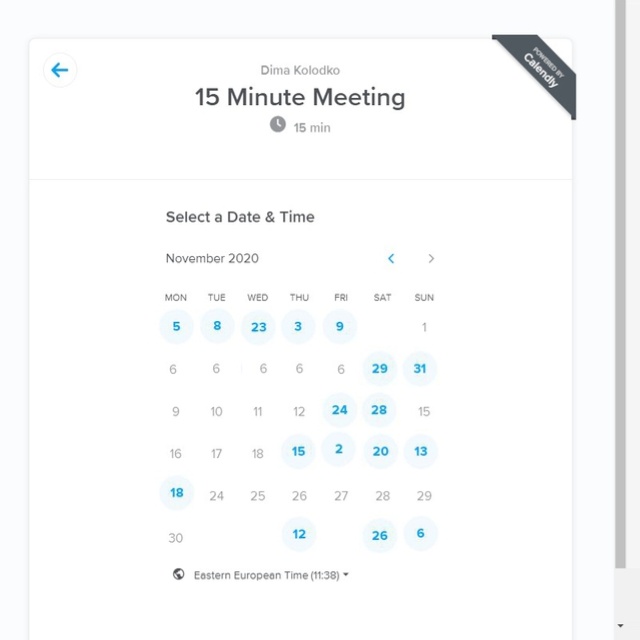 POWERED BY
Calendly
Dima Kolodko
15 Minute Meeting
15 min
Select a Date & Time
November 2020
MON TUE WED THU FRI SAT SUN
5 8 23 3 9 1
6 6 6 6 6 29 31
9 10 11 12 24 28 15
16 17 18 15 2 20 13
18 24 25 26 27 28 29
30 12 26 6
Eastern European Time (11:38)